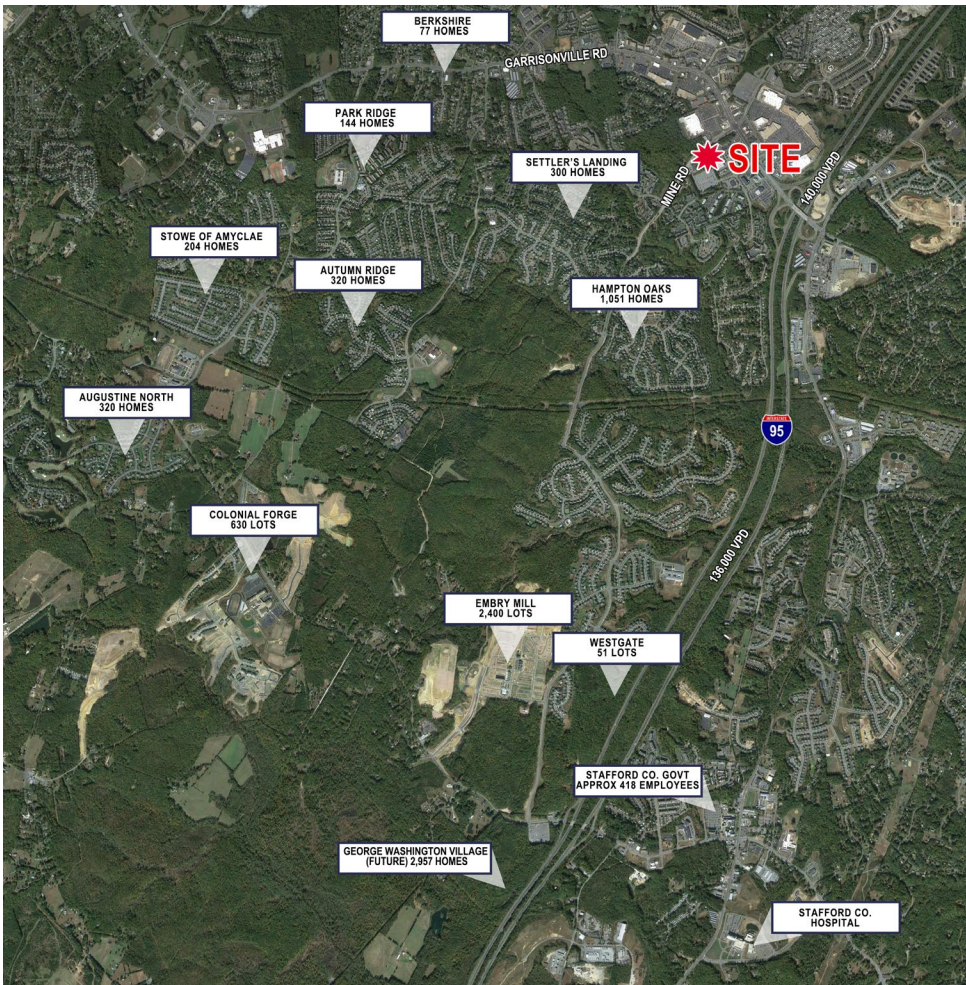 BERKSHIRE
77 HOMES
GARRISONVILLE RD
PARK RIDGE
144 HOMES
SETTLER'S LANDING
300 HOMES
MINE RD
SITE
140,000 VPD
STOWE OF AMYCLAE
204 HOMES
AUTUMN RIDGE
320 HOMES
HAMPTON OAKS
1,051 HOMES
AUGUSTINE NORTH
320 HOMES
INTERSTATE
95
COLONIAL FORGE
630 LOTS
136,000 VPD
EMBRY MILL
2,400 LOTS
WESTGATE
51 LOTS
STAFFORD CO. GOVT
APPROX 418 EMPLOYEES
GEORGE WASHINGTON VILLAGE
(FUTURE) 2,957 HOMES
STAFFORD CO.
HOSPITAL